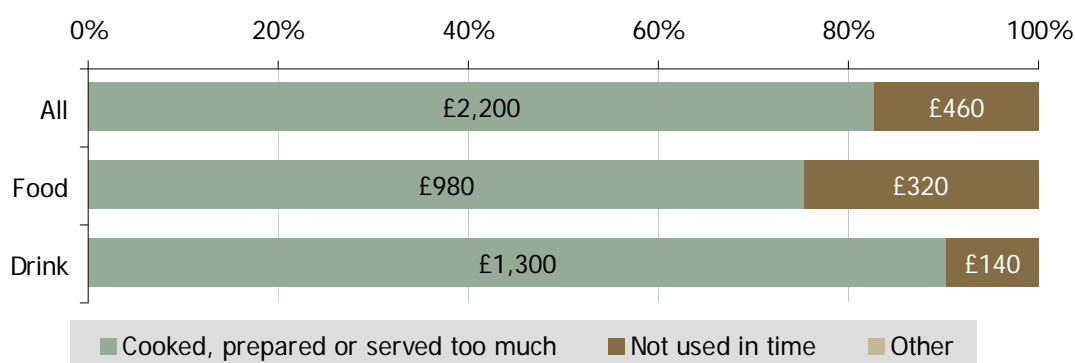 0% 20% 40% 60% 80% 100%
All £2,200 £460
Food £980 £320
Drink £1,300 £140
Cooked, prepared or served too much Not used in time Other